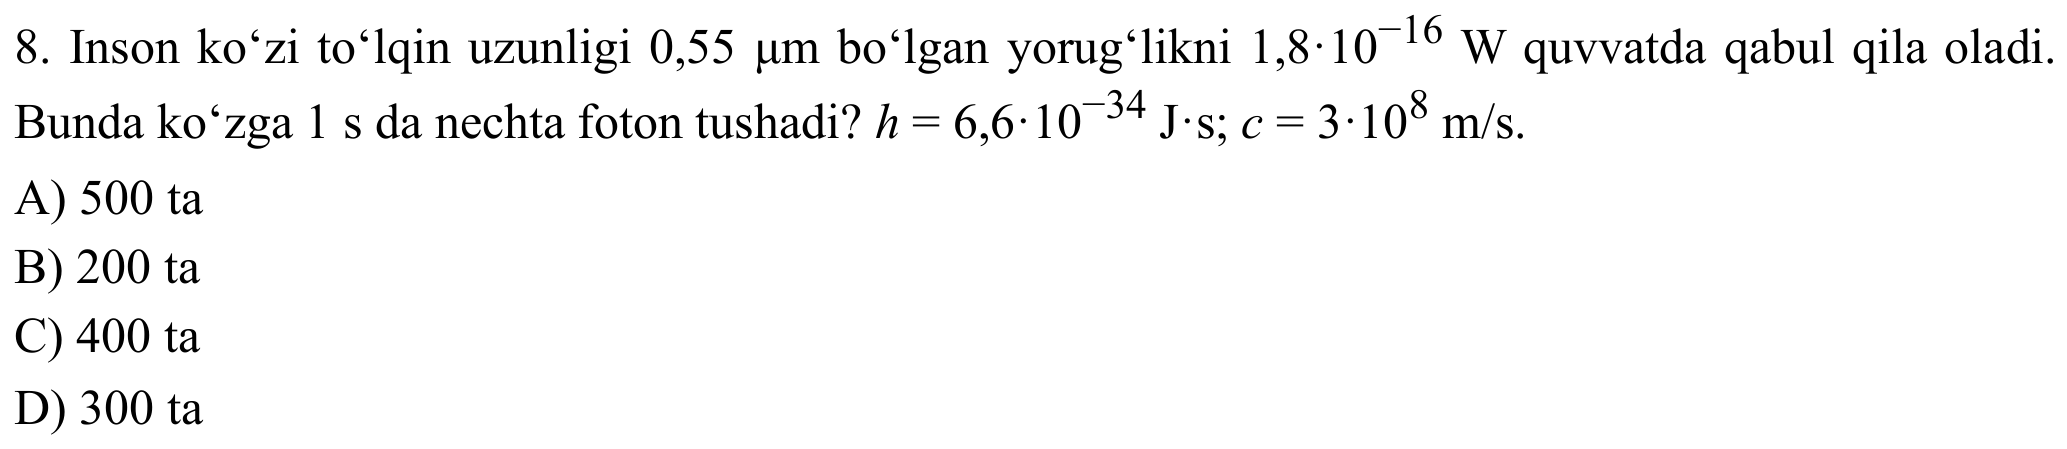 8. Inson ko‘zi to‘lqin uzunligi 0,55 μm bo‘lgan yorug‘likni 1,8·10⁻¹⁶ W quvvatda qabul qila oladi.
Bunda ko‘zga 1 s da nechta foton tushadi? h = 6,6·10⁻³⁴ J·s; c = 3·10⁸ m/s.
A) 500 ta
B) 200 ta
C) 400 ta
D) 300 ta